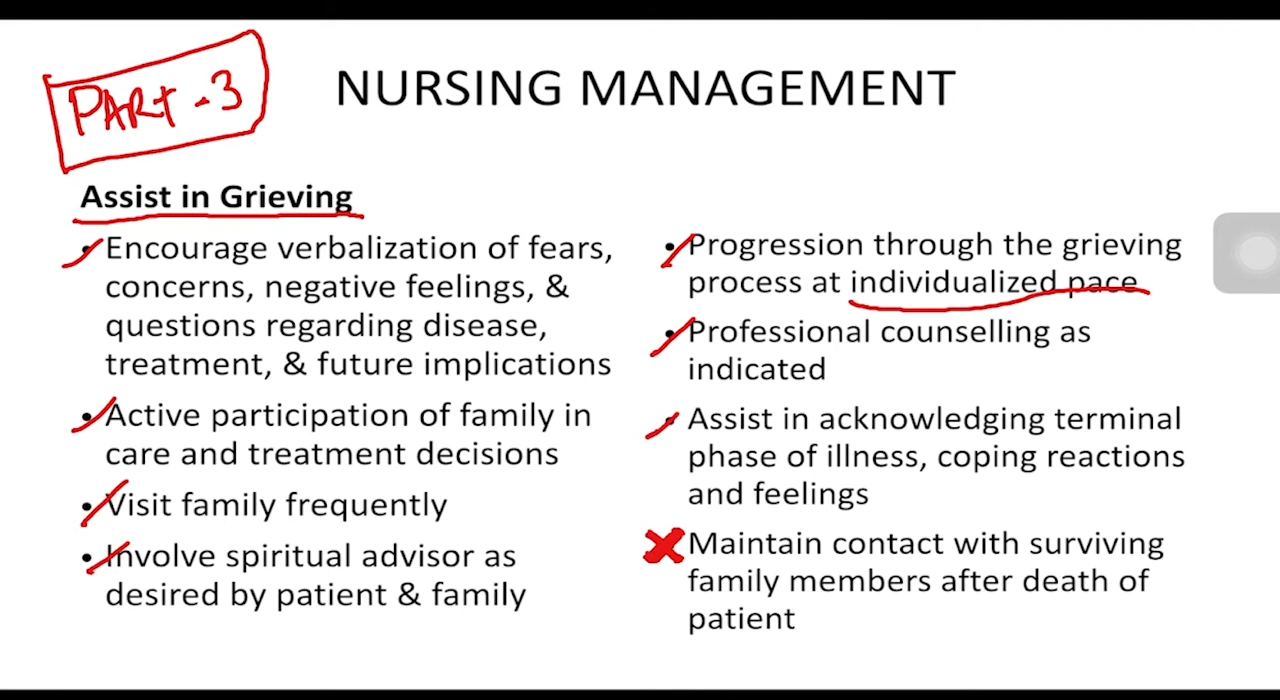 PART-3
NURSING MANAGEMENT
Assist in Grieving
• Encourage verbalization of fears,
concerns, negative feelings, &
questions regarding disease,
treatment, & future implications
• Active participation of family in
care and treatment decisions
• Visit family frequently
• Involve spiritual advisor as
desired by patient & family
• Progression through the grieving
process at individualized pace
• Professional counselling as
indicated
• Assist in acknowledging terminal
phase of illness, coping reactions
and feelings
Maintain contact with surviving
family members after death of
patient